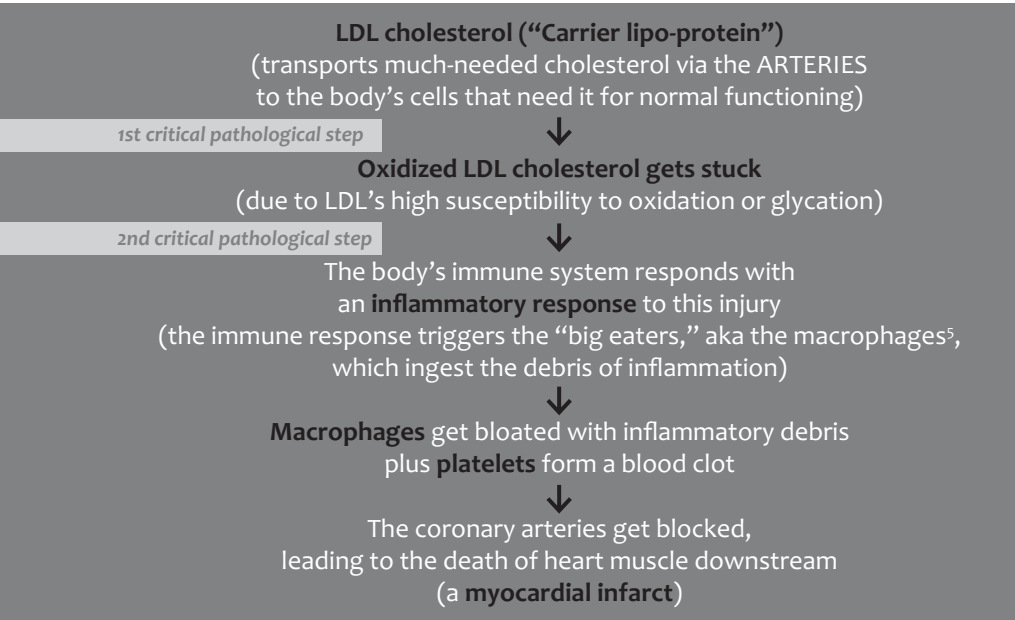 LDL cholesterol (“Carrier lipo-protein”)
(transports much-needed cholesterol via the ARTERIES
to the body’s cells that need it for normal functioning)
1st critical pathological step
Oxidized LDL cholesterol gets stuck
(due to LDL’s high susceptibility to oxidation or glycation)
2nd critical pathological step
The body’s immune system responds with
an inflammatory response to this injury
(the immune response triggers the “big eaters,” aka the macrophages⁵,
which ingest the debris of inflammation)
Macrophages get bloated with inflammatory debris
plus platelets form a blood clot
The coronary arteries get blocked,
leading to the death of heart muscle downstream
(a myocardial infarct)